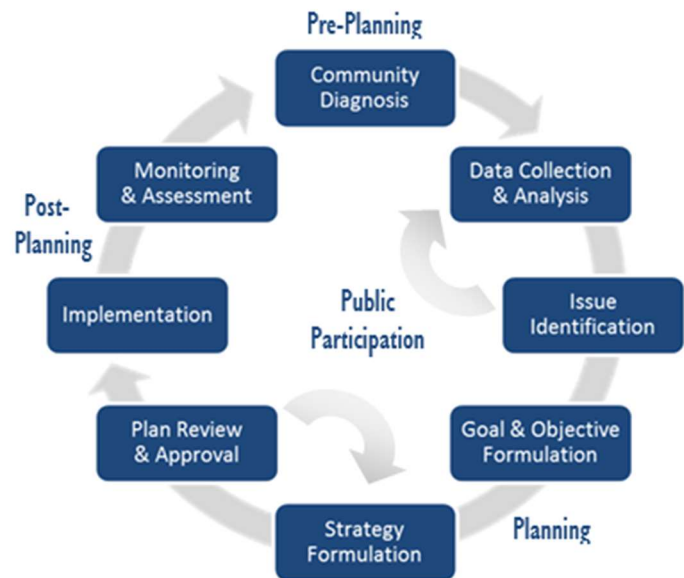 Pre-Planning
Community
Diagnosis
Data Collection
& Analysis
Issue
Identification
Goal & Objective
Formulation
Planning
Strategy
Formulation
Plan Review
& Approval
Implementation
Post-
Planning
Monitoring
& Assessment
Public
Participation